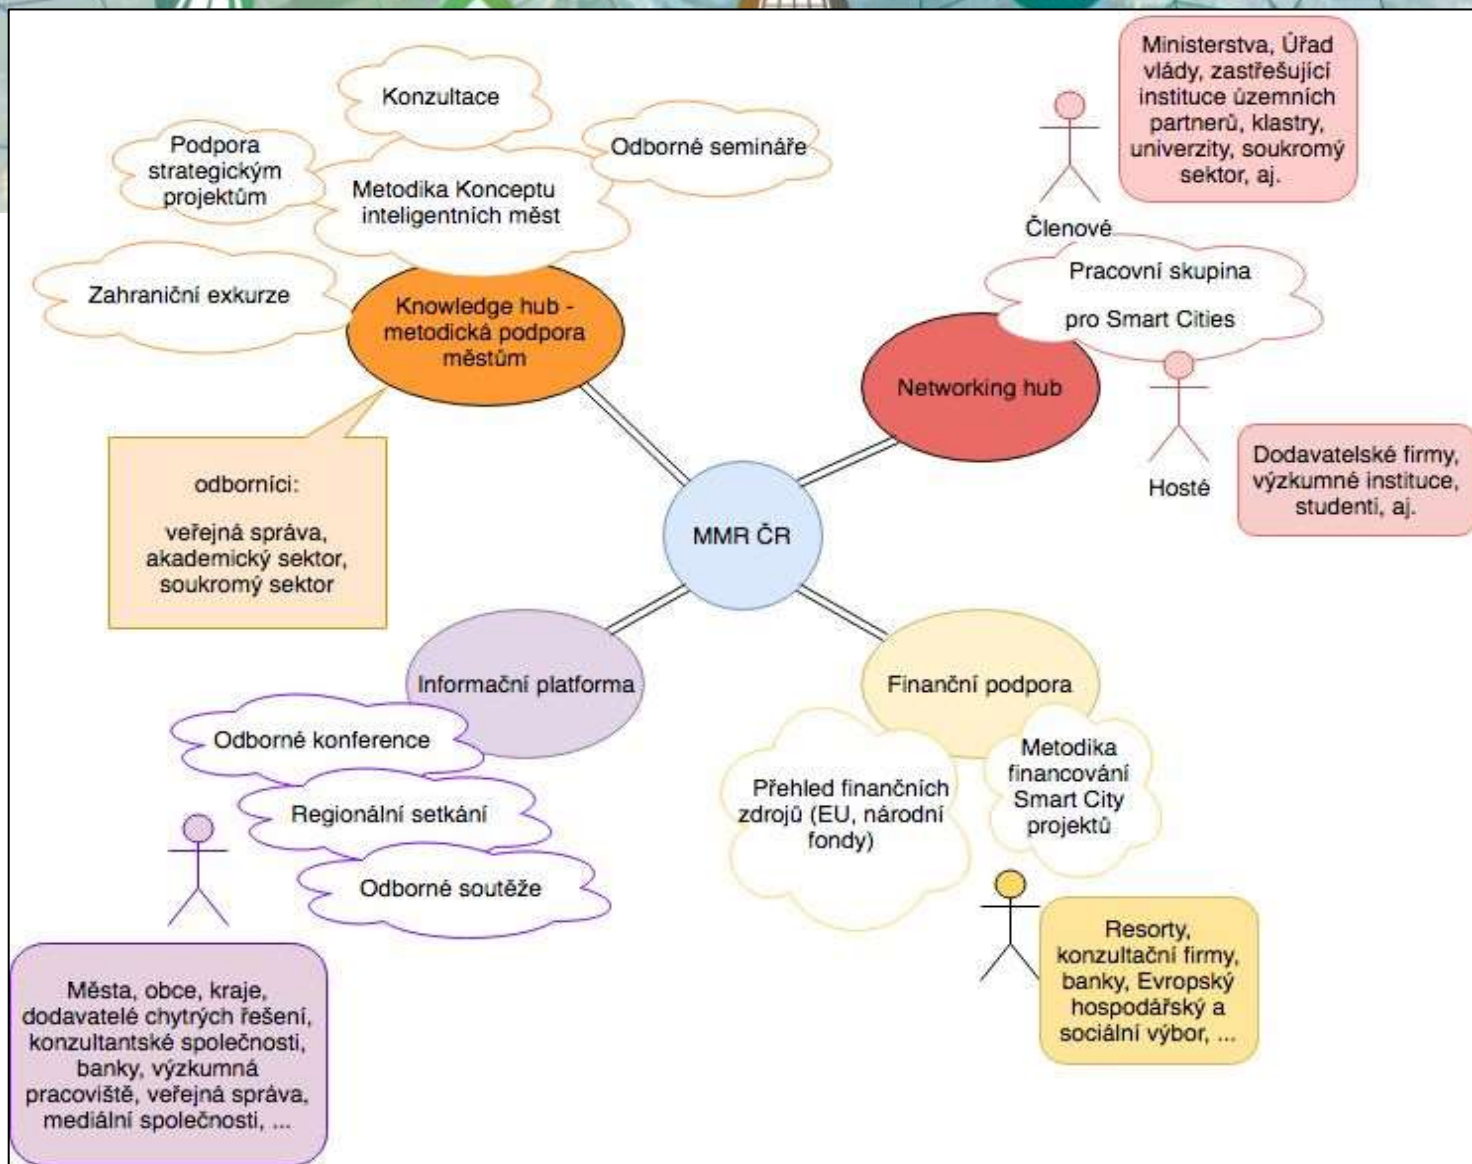 Konzultace
Podpora
strategickým
projektům
Odborné semináře
Metodika Konceptu
inteligentních měst
Zahraniční exkurze
Knowledge hub -
metodická podpora
městům
odborníci:
veřejná správa,
akademický sektor,
soukromý sektor
Ministerstva, Úřad
vlády, zastřešující
instituce územních
partnerů, klastry,
univerzity, soukromý
sektor, aj.
Členové
Pracovní skupina
pro Smart Cities
Networking hub
Hosté
Dodavatelské firmy,
výzkumné instituce,
studenti, aj.
MMR ČR
Informační platforma
Odborné konference
Regionální setkání
Odborné soutěže
Města, obce, kraje,
dodavatelé chytrých řešení,
konzultantské společnosti,
banky, výzkumná
pracoviště, veřejná správa,
mediální společnosti, ...
Finanční podpora
Přehled finančních
zdrojů (EU, národní
fondy)
Metodika
financování
Smart City
projektů
Resorty,
konzultační firmy,
banky, Evropský
hospodářský a
sociální výbor, ...